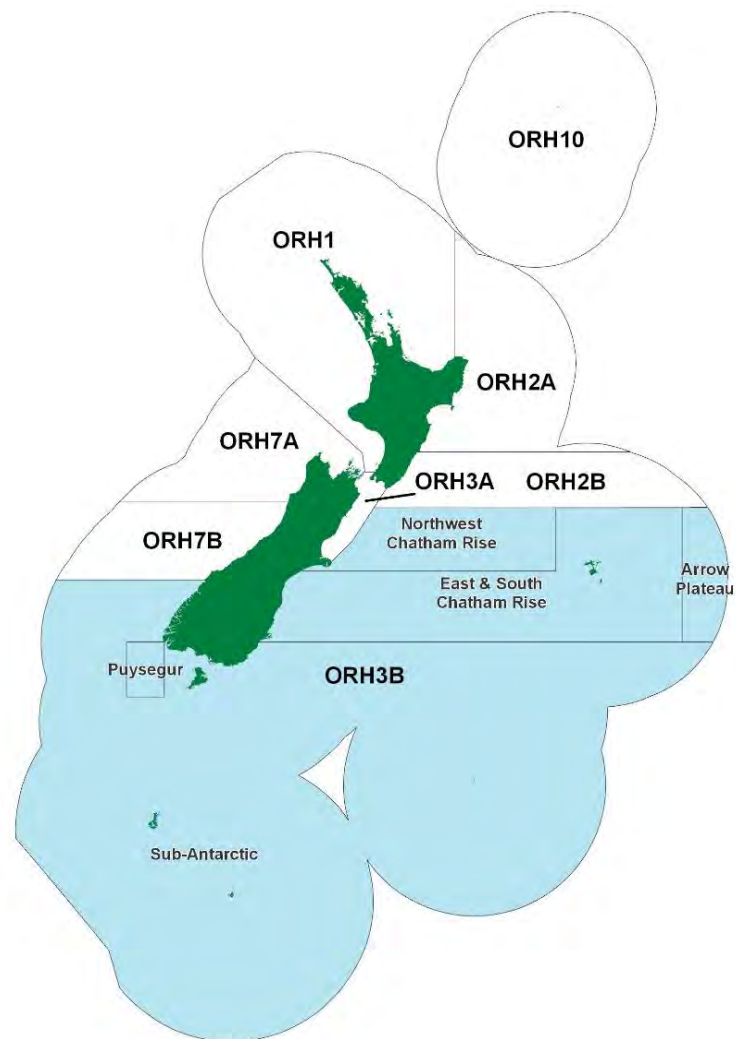 ORH10
ORH1
ORH2A
ORH7A
ORH3A
ORH2B
Northwest
Chatham Rise
ORH7B
East & South
Chatham Rise
Arrow
Plateau
Puysegur
ORH3B
Sub-Antarctic